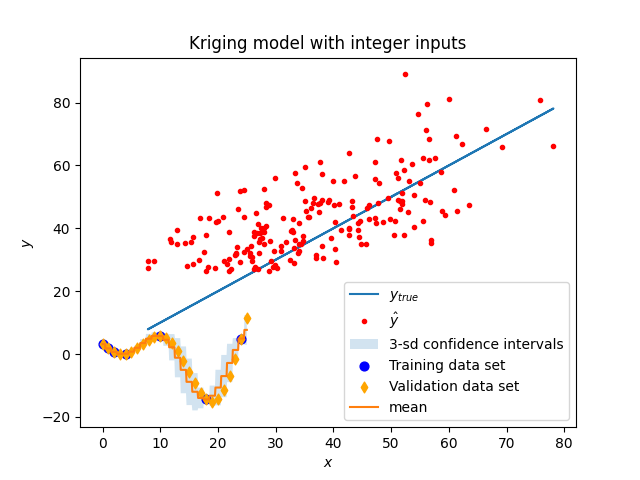 Kriging model with integer inputs
80
60
40
20
0
−20
y
0 10 20 30 40 50 60 70 80
x
y_true
ŷ
3-sd confidence intervals
Training data set
Validation data set
mean